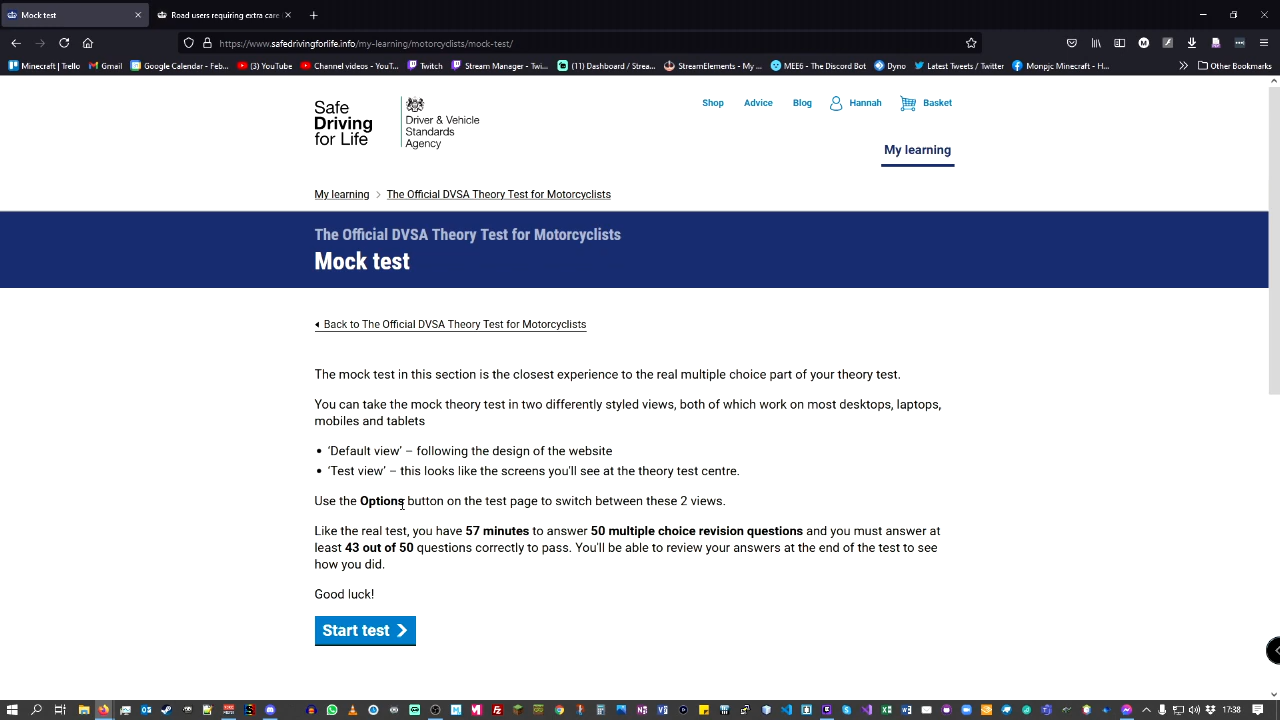 Mock test
Road users requiring extra care
https://www.safedrivingforlife.info/my-learning/motorcyclists/mock-test/
Minecraft | Trello
Gmail
Google Calendar - Feb...
(3) YouTube
Channel videos - YouT...
Twitch
Stream Manager - Twi...
(11) Dashboard / Strea...
StreamElements - My ...
MEE6 - The Discord Bot
Dyno
Latest Tweets / Twitter
Monpjc Minecraft - H...
Other Bookmarks
Safe
Driving
for Life
Driver & Vehicle
Standards
Agency
Shop
Advice
Blog
Hannah
Basket
My learning
My learning > The Official DVSA Theory Test for Motorcyclists
The Official DVSA Theory Test for Motorcyclists
Mock test
Back to The Official DVSA Theory Test for Motorcyclists
The mock test in this section is the closest experience to the real multiple choice part of your theory test.
You can take the mock theory test in two differently styled views, both of which work on most desktops, laptops,
mobiles and tablets
• ‘Default view’ – following the design of the website
• ‘Test view’ – this looks like the screens you'll see at the theory test centre.
Use the Options button on the test page to switch between these 2 views.
Like the real test, you have 57 minutes to answer 50 multiple choice revision questions and you must answer at
least 43 out of 50 questions correctly to pass. You'll be able to review your answers at the end of the test to see
how you did.
Good luck!
Start test
17:38